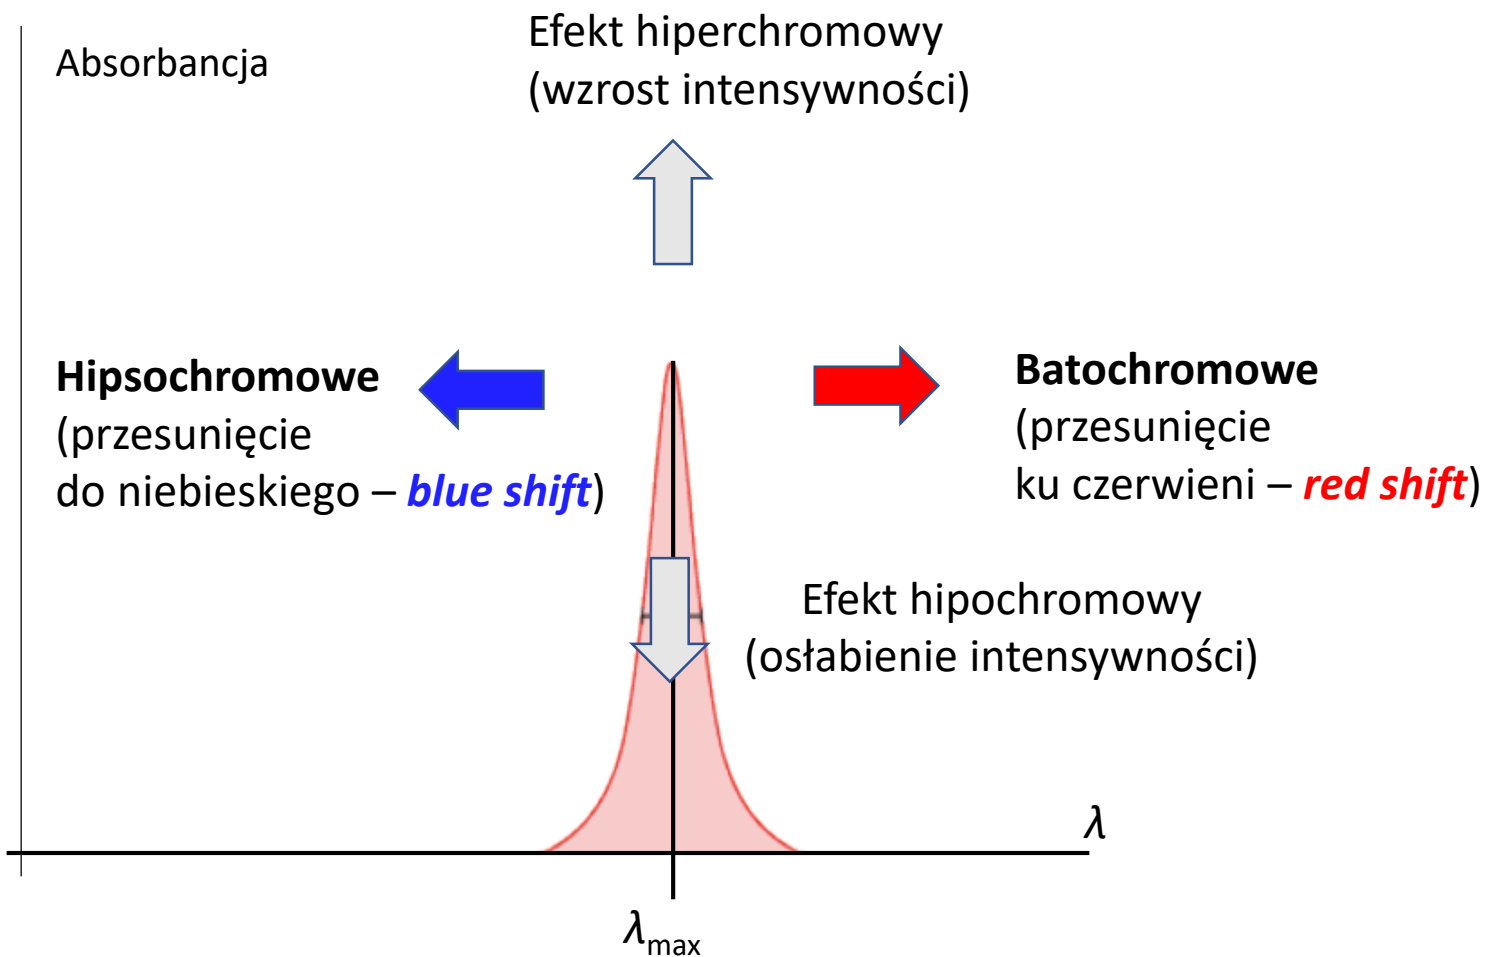 Absorbancja
Efekt hiperchromowy
(wzrost intensywności)
Hipsochromowe
(przesunięcie
do niebieskiego – blue shift)
Batochromowe
(przesunięcie
ku czerwieni – red shift)
Efekt hipochromowy
(osłabienie intensywności)
λ
λmax